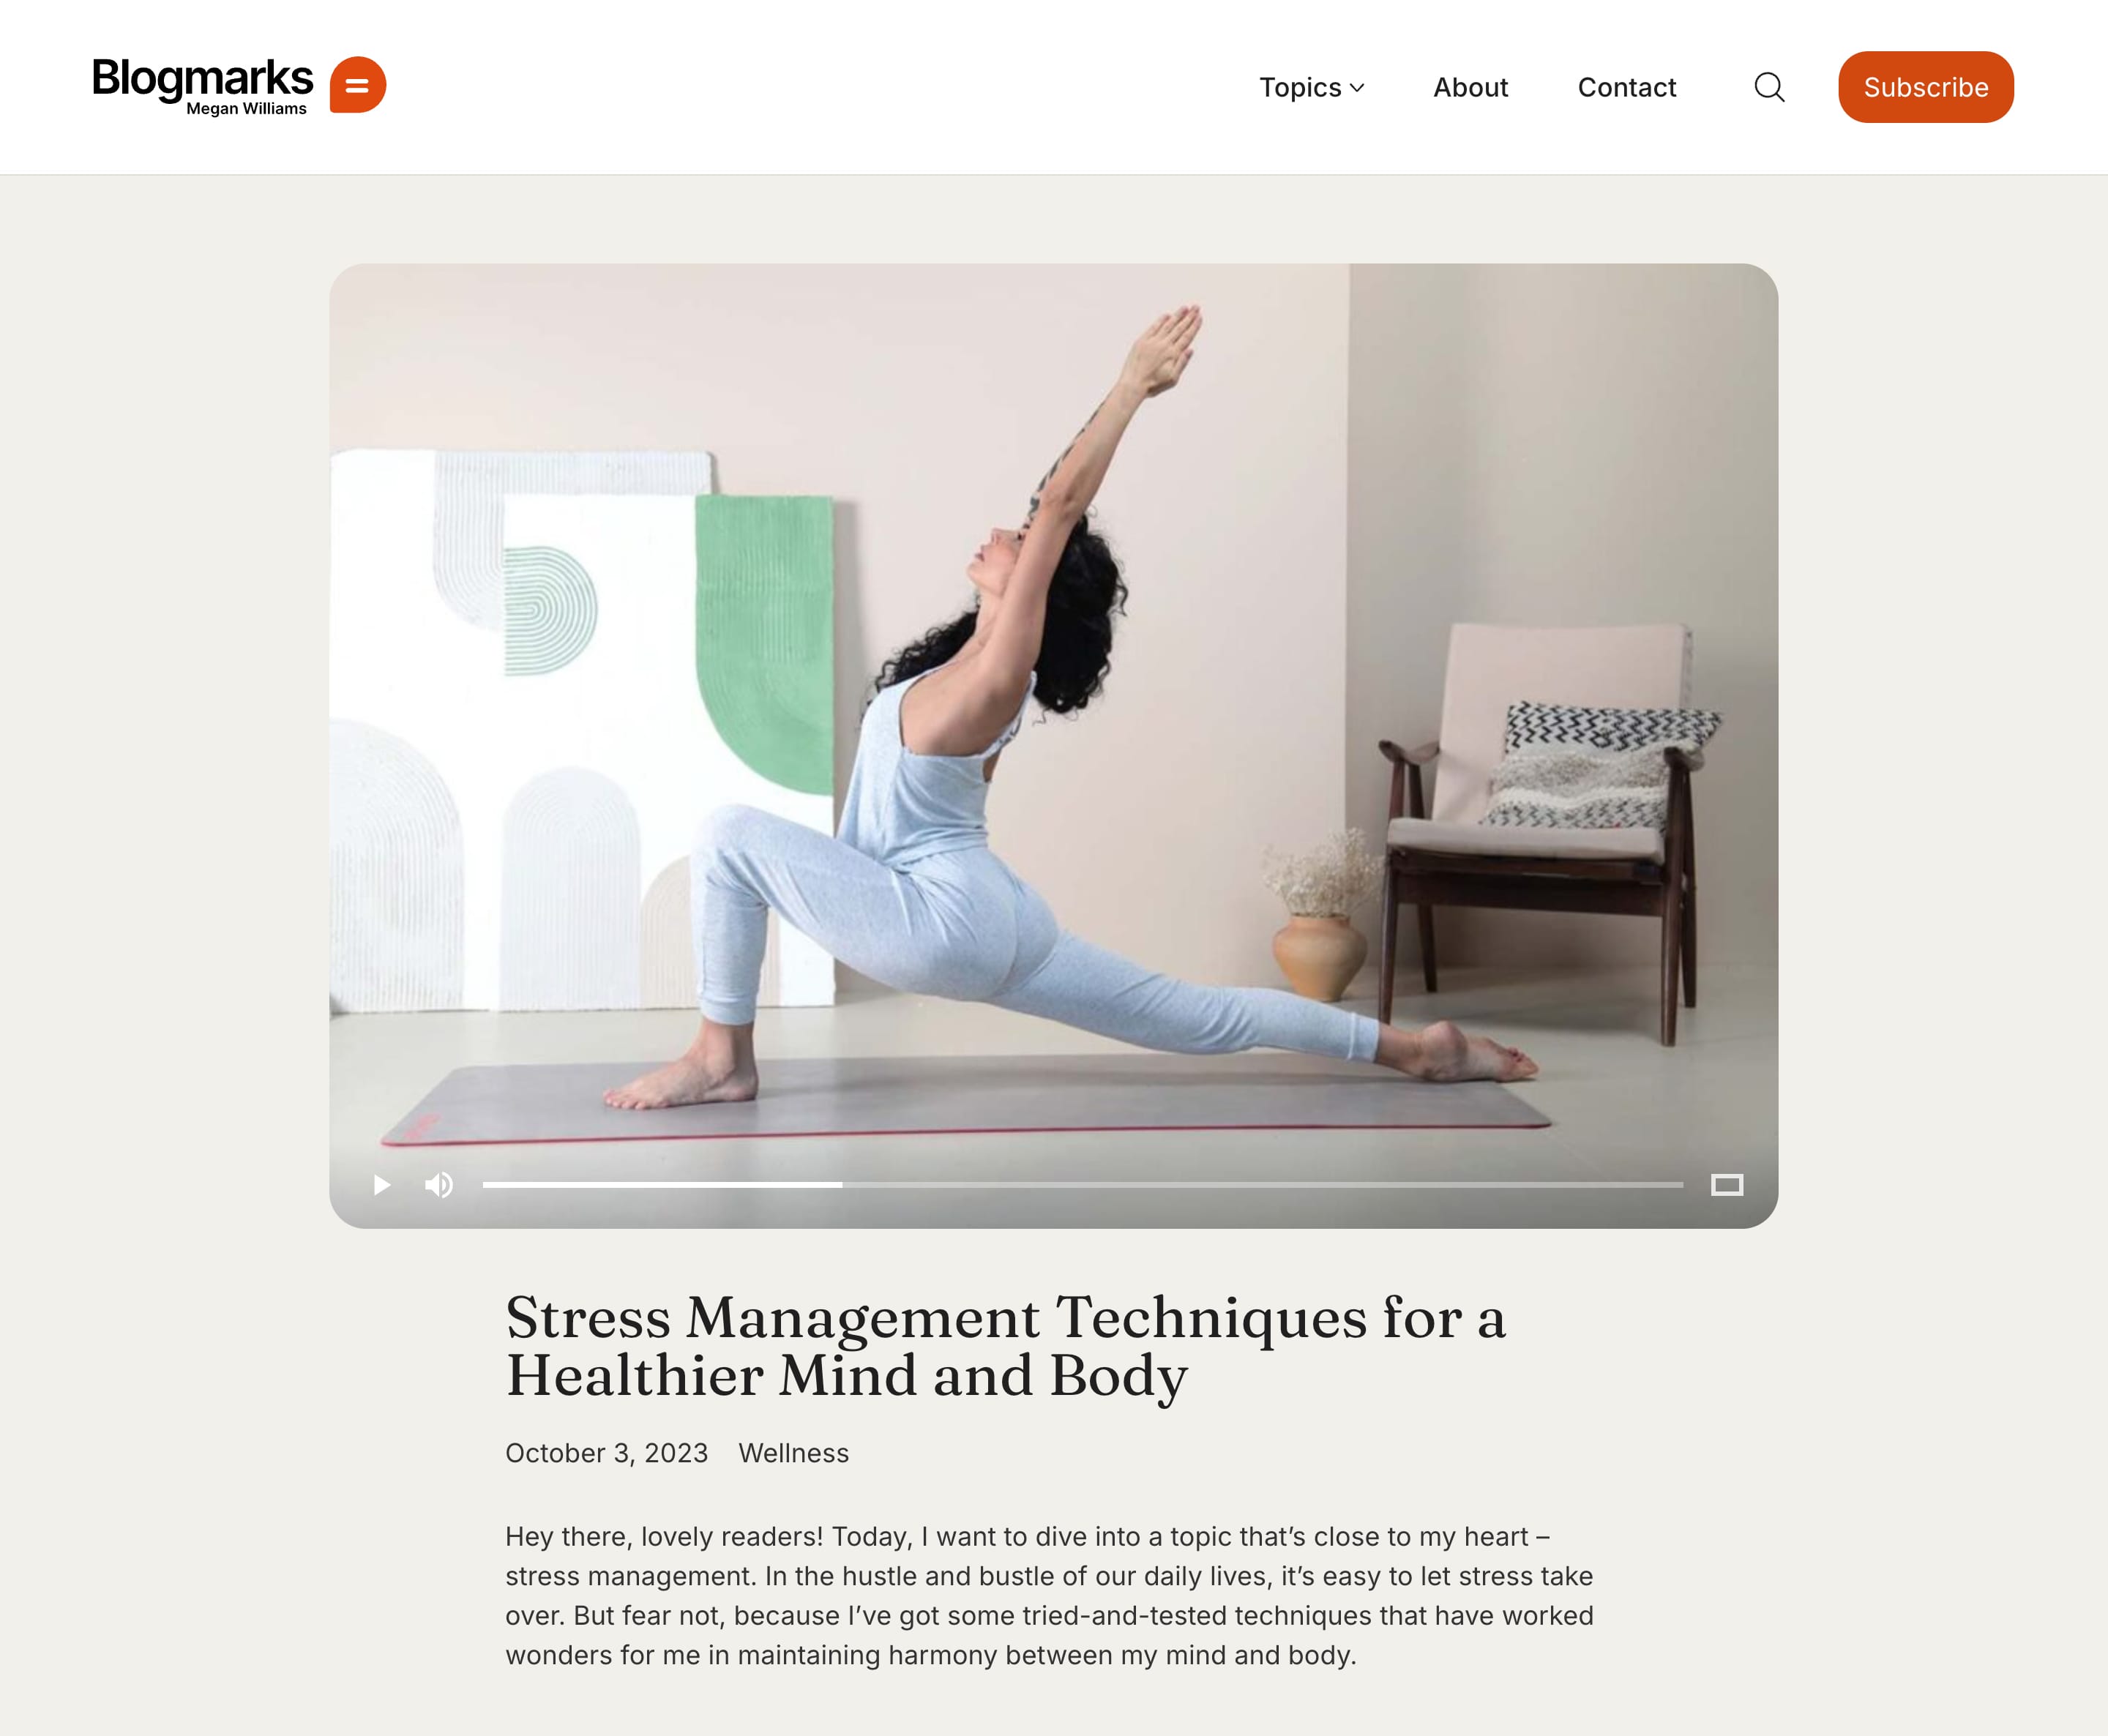 Blogmarks
Megan Williams
Topics
About
Contact
Subscribe
Stress Management Techniques for a
Healthier Mind and Body
October 3, 2023 Wellness
Hey there, lovely readers! Today, I want to dive into a topic that’s close to my heart –
stress management. In the hustle and bustle of our daily lives, it’s easy to let stress take
over. But fear not, because I’ve got some tried-and-tested techniques that have worked
wonders for me in maintaining harmony between my mind and body.